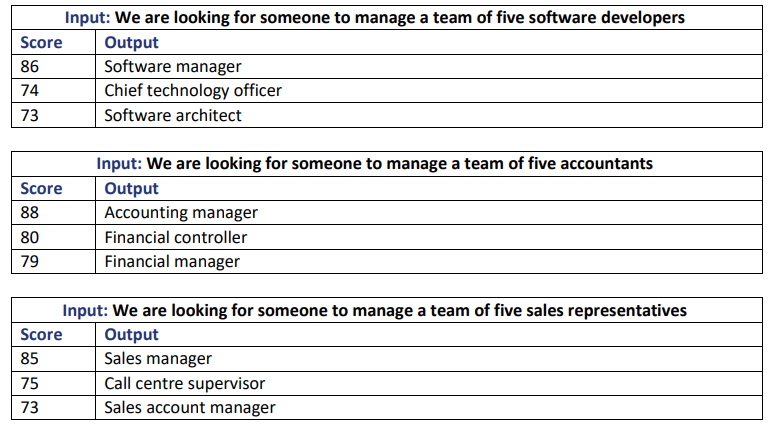 Input: We are looking for someone to manage a team of five software developers
Score Output
86 Software manager
74 Chief technology officer
73 Software architect
Input: We are looking for someone to manage a team of five accountants
Score Output
88 Accounting manager
80 Financial controller
79 Financial manager
Input: We are looking for someone to manage a team of five sales representatives
Score Output
85 Sales manager
75 Call centre supervisor
73 Sales account manager